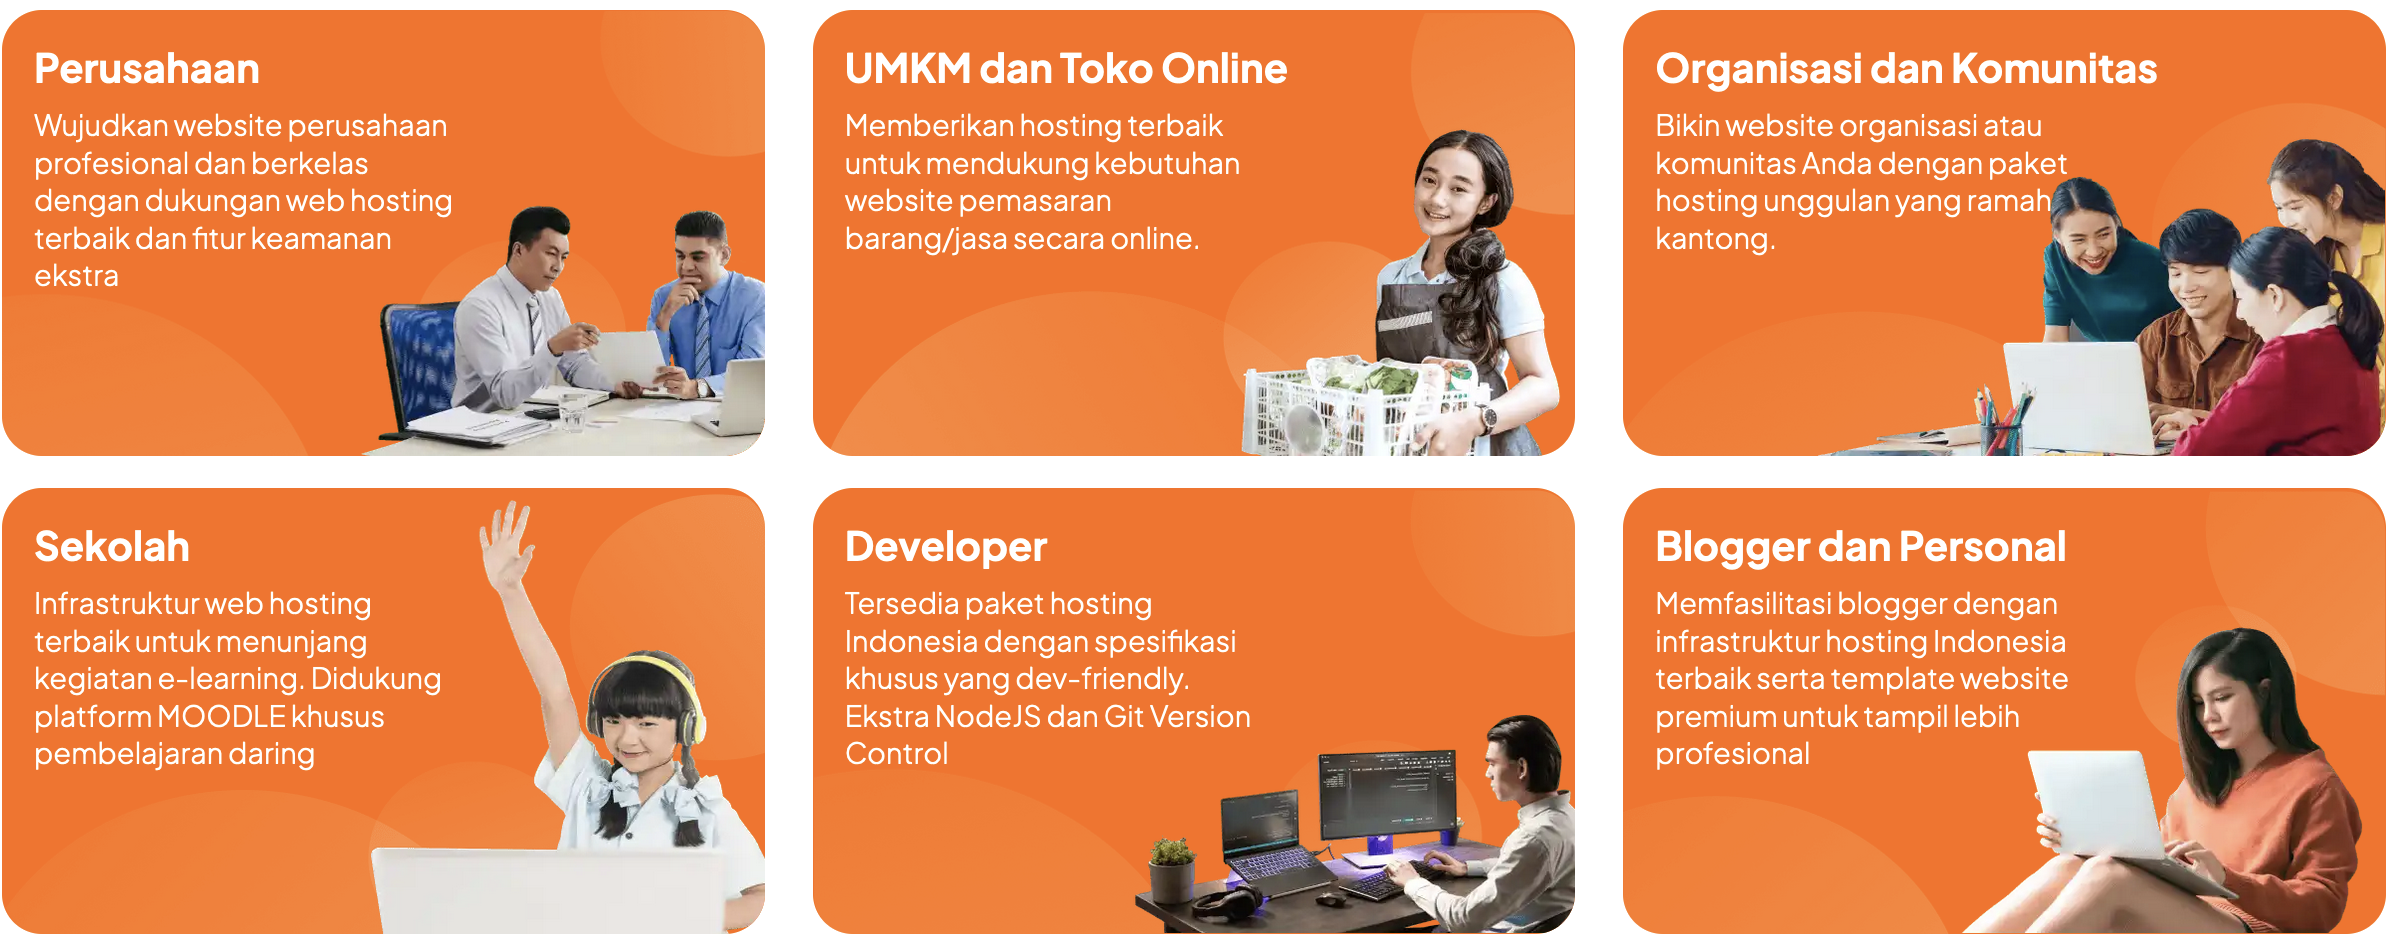 Perusahaan
Wujudkan website perusahaan
profesional dan berkelas
dengan dukungan web hosting
terbaik dan fitur keamanan
ekstra
UMKM dan Toko Online
Memberikan hosting terbaik
untuk mendukung kebutuhan
website pemasaran
barang/jasa secara online.
Organisasi dan Komunitas
Bikin website organisasi atau
komunitas Anda dengan paket
hosting unggulan yang ramah
kantong.
Sekolah
Infrastruktur web hosting
terbaik untuk menunjang
kegiatan e-learning. Didukung
platform MOODLE khusus
pembelajaran daring
Developer
Tersedia paket hosting
Indonesia dengan spesifikasi
khusus yang dev-friendly.
Ekstra NodeJS dan Git Version
Control
Blogger dan Personal
Memfasilitasi blogger dengan
infrastruktur hosting Indonesia
terbaik serta template website
premium untuk tampil lebih
profesional